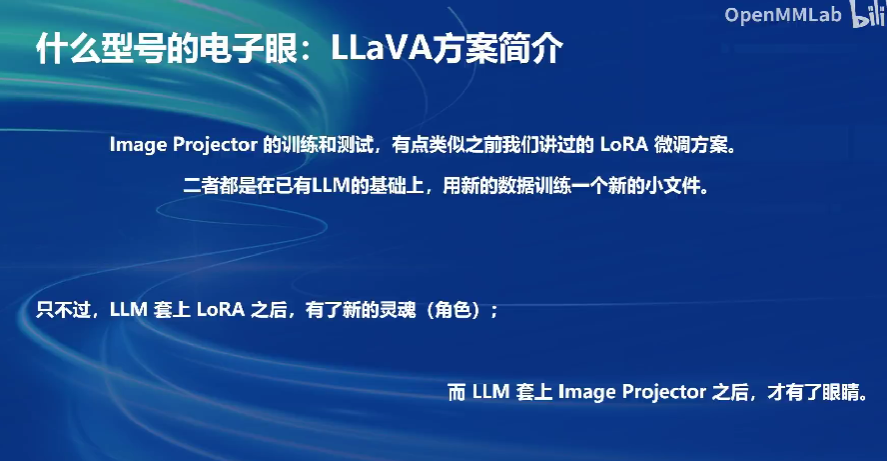 OpenMMLab bili
什么型号的电子眼：LLaVA方案简介
Image Projector 的训练和测试，有点类似之前我们讲过的 LoRA 微调方案。
二者都是在已有LLM的基础上，用新的数据训练一个新的小文件。
只不过，LLM 套上 LoRA 之后，有了新的灵魂（角色）；
而 LLM 套上 Image Projector 之后，才有了眼睛。